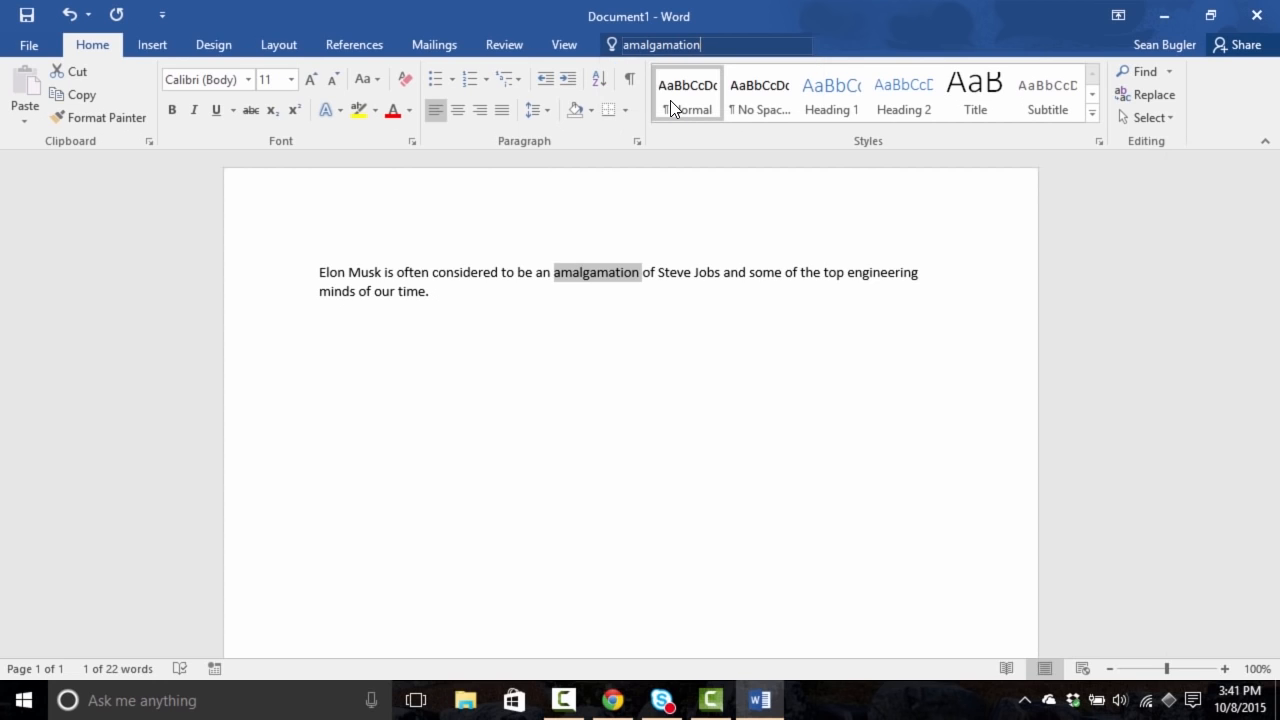 Document1 - Word
File Home Insert Design Layout References Mailings Review View amalgamation Sean Bugler Share
Paste
Cut
Copy
Format Painter
Clipboard
Calibri (Body) 11
Font
Paragraph
AaBbCcDc AaBbCcDc AaBbCc AaBbCcD AaB AaBbCcD
¶ Normal ¶ No Spac... Heading 1 Heading 2 Title Subtitle
Styles
Find
Replace
Select
Editing
Elon Musk is often considered to be an amalgamation of Steve Jobs and some of the top engineering
minds of our time.
Page 1 of 1 1 of 22 words 100%
Ask me anything
3:41 PM
10/8/2015